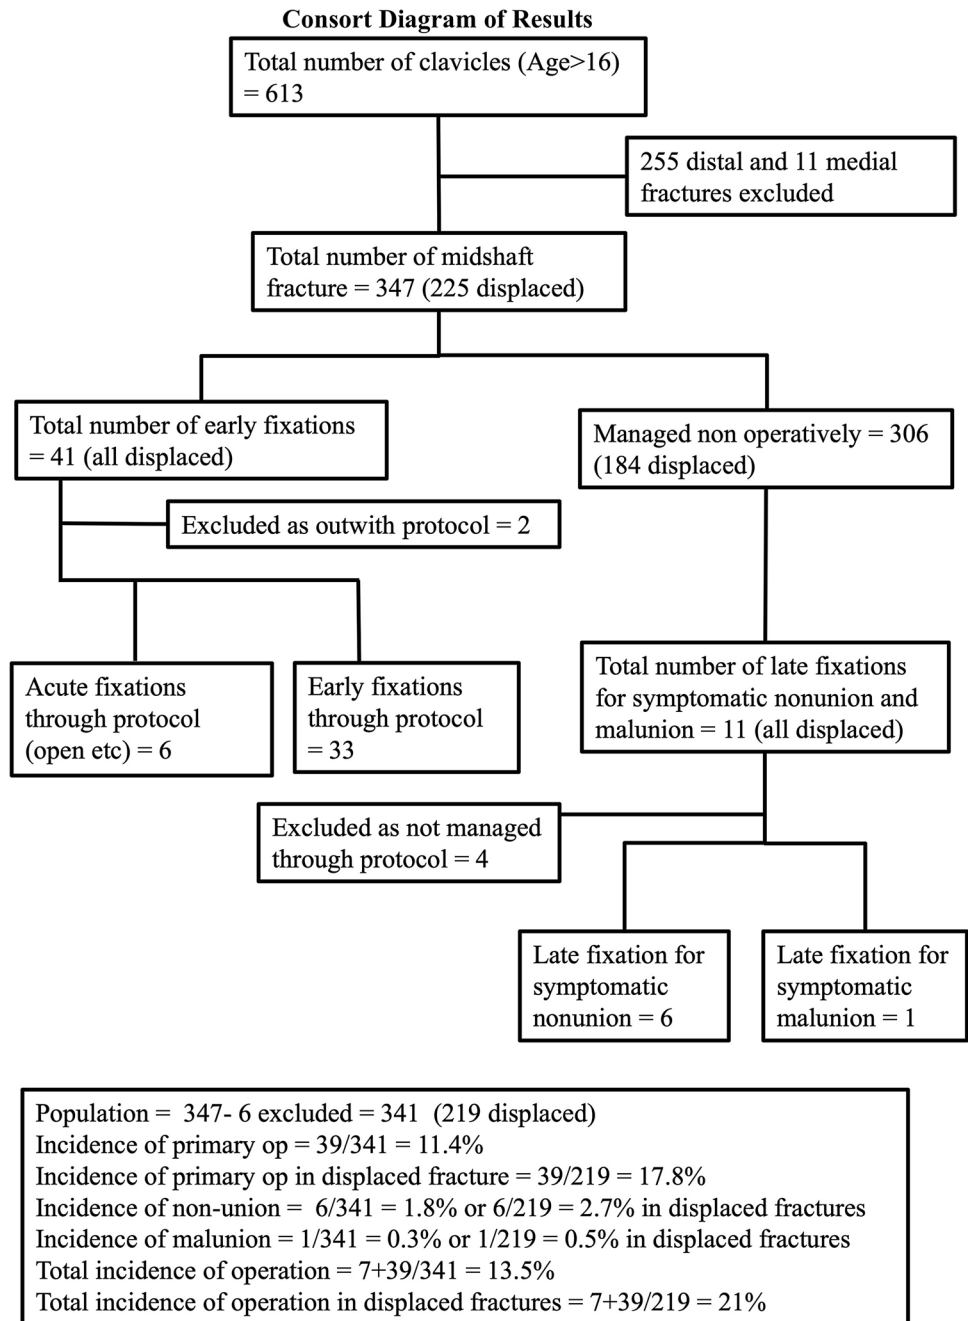 Consort Diagram of Results
Total number of clavicles (Age>16)
= 613
255 distal and 11 medial
fractures excluded
Total number of midshaft
fracture = 347 (225 displaced)
Total number of early fixations
= 41 (all displaced)
Managed non operatively = 306
(184 displaced)
Excluded as outwith protocol = 2
Acute fixations
through protocol
(open etc) = 6
Early fixations
through protocol
= 33
Total number of late fixations
for symptomatic nonunion and
malunion = 11 (all displaced)
Excluded as not managed
through protocol = 4
Late fixation for
symptomatic
nonunion = 6
Late fixation for
symptomatic
malunion = 1
Population =  347- 6 excluded = 341  (219 displaced)
Incidence of primary op = 39/341 = 11.4%
Incidence of primary op in displaced fracture = 39/219 = 17.8%
Incidence of non-union =  6/341 = 1.8% or 6/219 = 2.7% in displaced fractures
Incidence of malunion = 1/341 = 0.3% or 1/219 = 0.5% in displaced fractures
Total incidence of operation = 7+39/341 = 13.5%
Total incidence of operation in displaced fractures = 7+39/219 = 21%